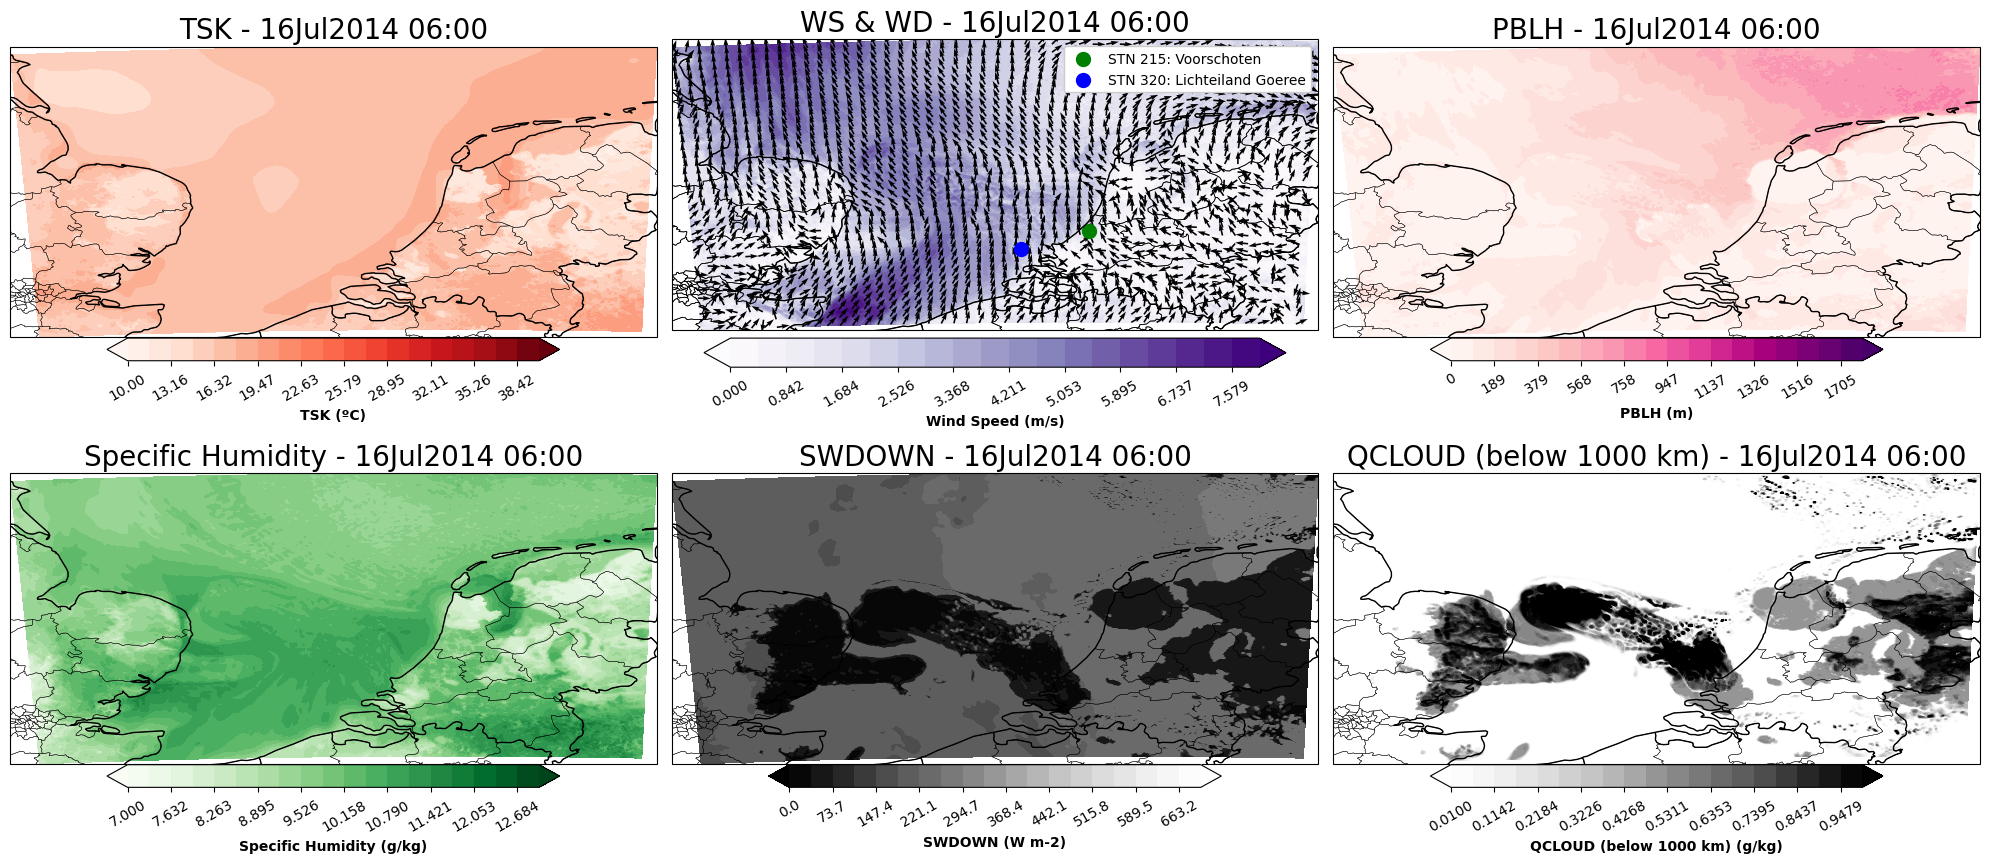 TSK - 16Jul2014 06:00
10.00 13.16 16.32 19.47 22.63 25.79 28.95 32.11 35.26 38.42
TSK (ºC)
WS & WD - 16Jul2014 06:00
STN 215: Voorschoten
STN 320: Lichteiland Goeree
0.000 0.842 1.684 2.526 3.368 4.211 5.053 5.895 6.737 7.579
Wind Speed (m/s)
PBLH - 16Jul2014 06:00
0 189 379 568 758 947 1137 1326 1516 1705
PBLH (m)
Specific Humidity - 16Jul2014 06:00
7.000 7.632 8.263 8.895 9.526 10.158 10.790 11.421 12.053 12.684
Specific Humidity (g/kg)
SWDOWN - 16Jul2014 06:00
0.0 73.7 147.4 221.1 294.7 368.4 442.1 515.8 589.5 663.2
SWDOWN (W m-2)
QCLOUD (below 1000 km) - 16Jul2014 06:00
0.0100 0.1142 0.2184 0.3226 0.4268 0.5311 0.6353 0.7395 0.8437 0.9479
QCLOUD (below 1000 km) (g/kg)